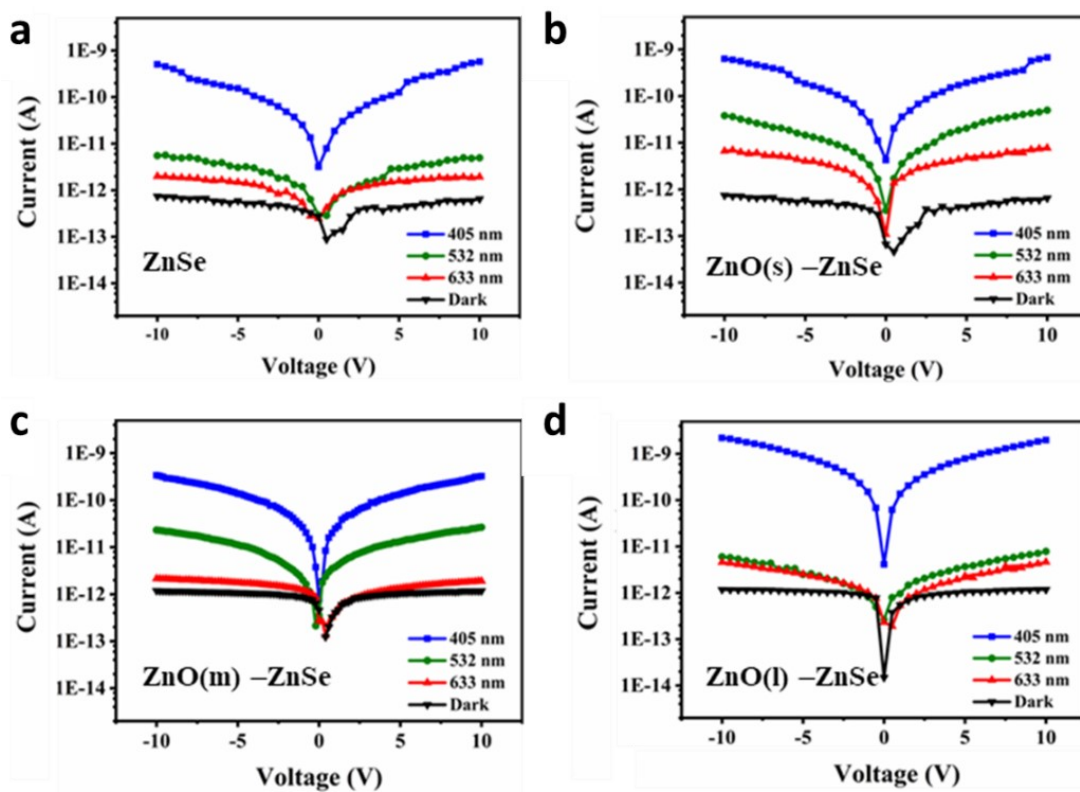 a
1E-9
1E-10
1E-11
1E-12
1E-13
1E-14
Current (A)
405 nm
532 nm
633 nm
Dark
ZnSe
-10 -5 0 5 10
Voltage (V)
b
1E-9
1E-10
1E-11
1E-12
1E-13
1E-14
Current (A)
405 nm
532 nm
633 nm
Dark
ZnO(s) –ZnSe
-10 -5 0 5 10
Voltage (V)
c
1E-9
1E-10
1E-11
1E-12
1E-13
1E-14
Current (A)
405 nm
532 nm
633 nm
Dark
ZnO(m) –ZnSe
-10 -5 0 5 10
Voltage (V)
d
1E-9
1E-10
1E-11
1E-12
1E-13
1E-14
Current (A)
405 nm
532 nm
633 nm
Dark
ZnO(l) –ZnSe
-10 -5 0 5 10
Voltage (V)